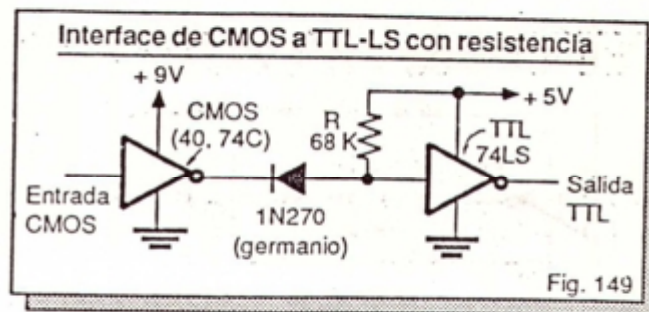 Interface de CMOS a TTL-LS con resistencia
+ 9V
CMOS
(40, 74C)
+ 5V
R
68 K
TTL
74LS
Entrada
CMOS
1N270
(germanio)
Salida
TTL
Fig. 149